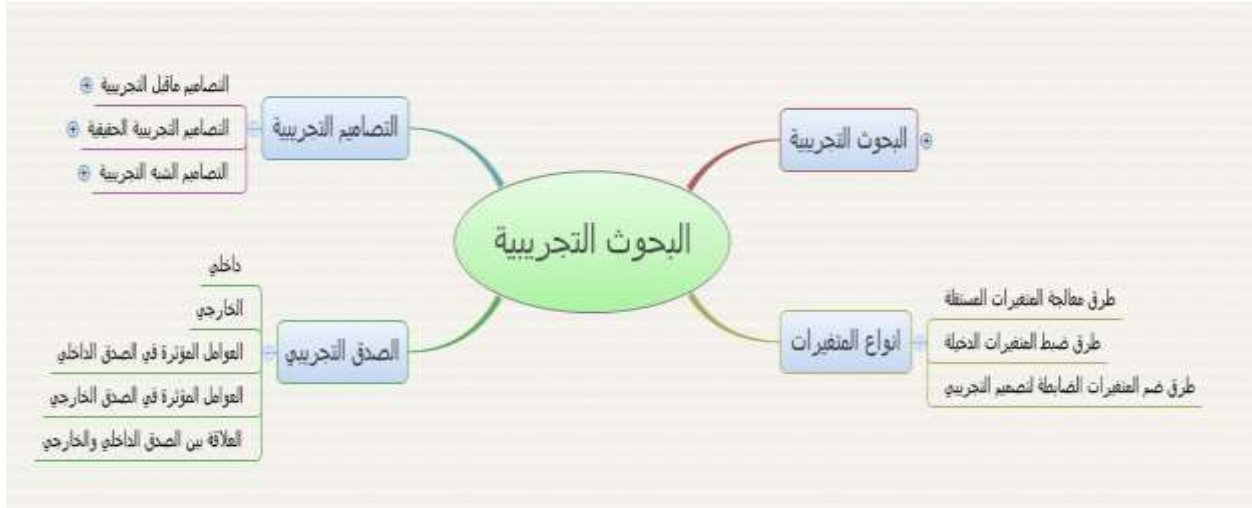 البحوث التجريبية
البحوث التجريبية
انواع المتغيرات
طرق معالجة المتغيرات المستقلة
طرق ضبط المتغيرات الدخيلة
طرق ضم المتغيرات الضابطة لتصميم التجريبي
التصاميم التجريبية
التصاميم ماقبل التجريبية
التصاميم التجريبية الحقيقية
التصاميم الشبه التجريبية
الصدق التجريبي
داخلي
الخارجي
العوامل المؤثرة في الصدق الداخلي
العوامل المؤثرة في الصدق الخارجي
العلاقة بين الصدق الداخلي والخارجي